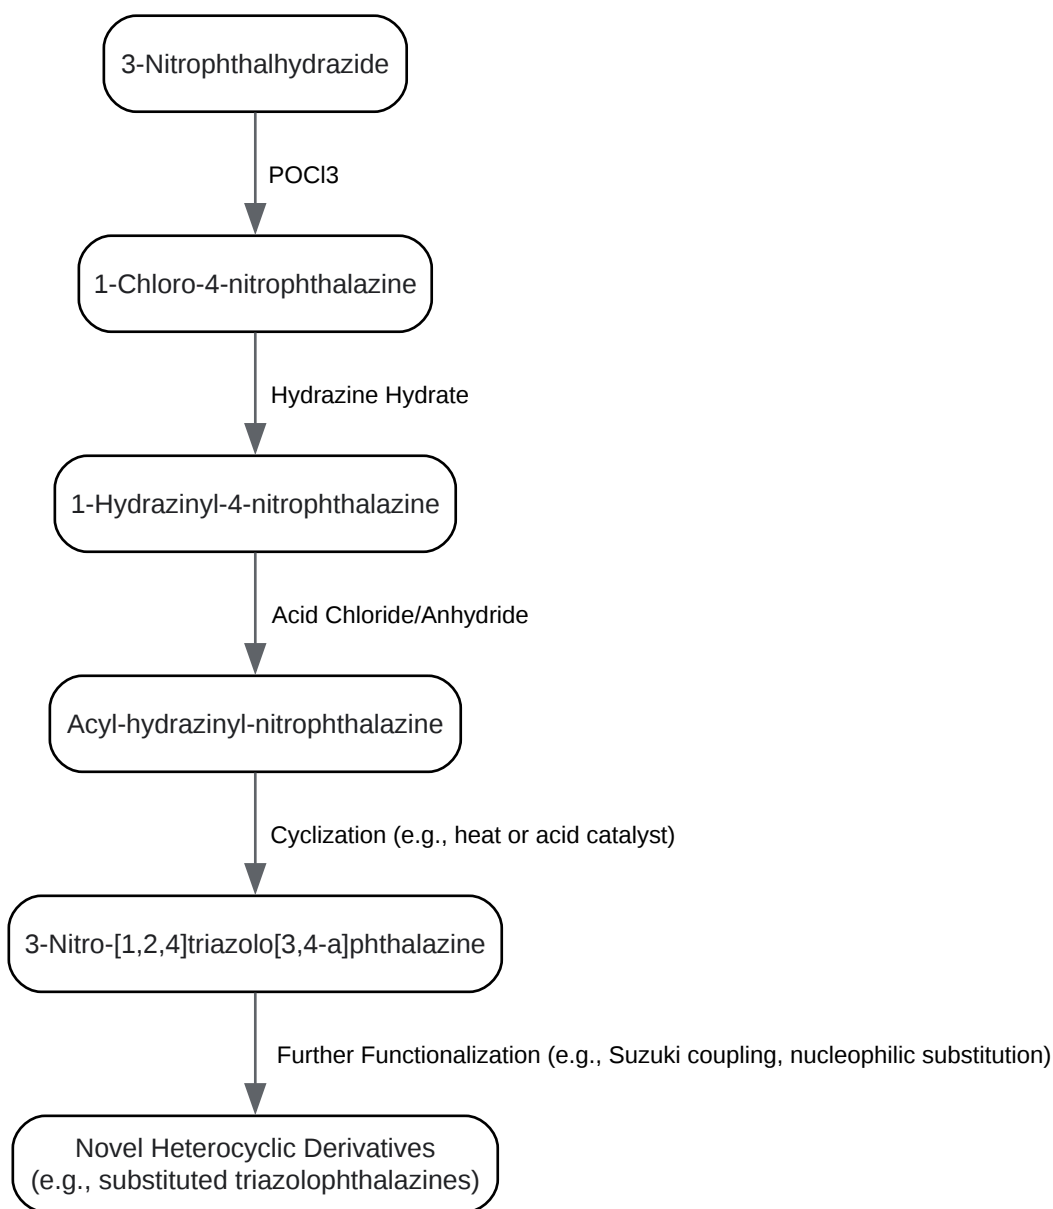 3-Nitrophthalhydrazide
POCl3
1-Chloro-4-nitrophthalazine
Hydrazine Hydrate
1-Hydrazinyl-4-nitrophthalazine
Acid Chloride/Anhydride
Acyl-hydrazinyl-nitrophthalazine
Cyclization (e.g., heat or acid catalyst)
3-Nitro-[1,2,4]triazolo[3,4-a]phthalazine
Further Functionalization (e.g., Suzuki coupling, nucleophilic substitution)
Novel Heterocyclic Derivatives
(e.g., substituted triazolophthalazines)